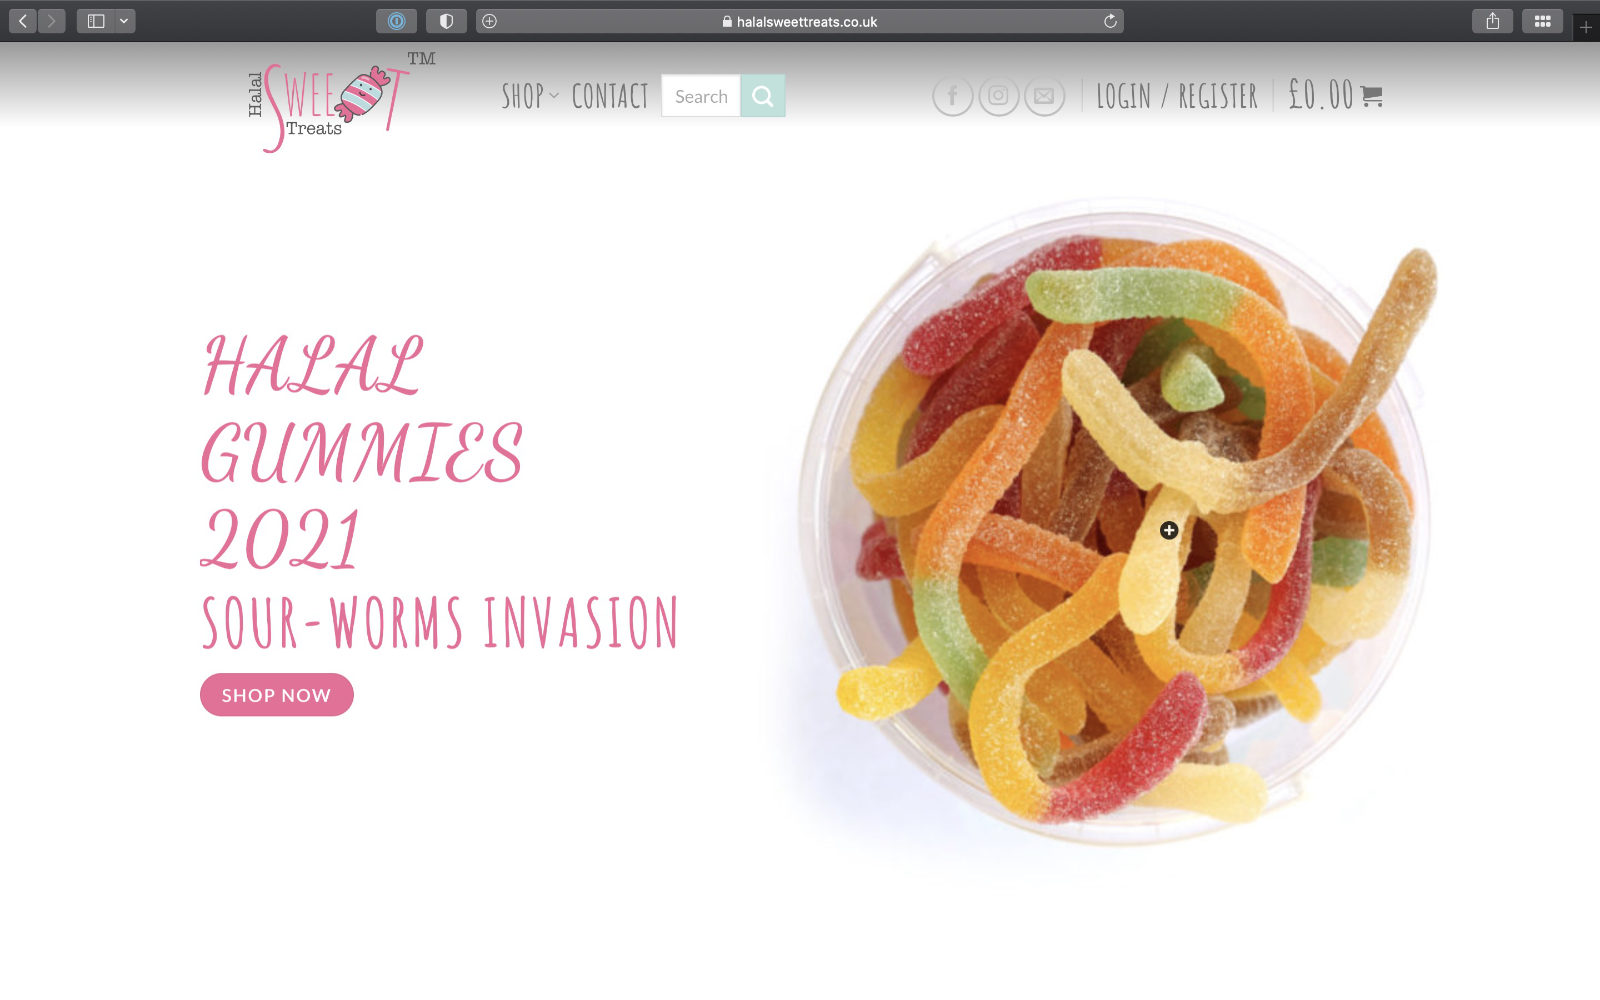 halalsweettreats.co.uk
Halal
SWEET
Treats
TM
SHOP
CONTACT
Search
LOGIN / REGISTER
£0.00
HALAL
GUMMIES
2021
SOUR-WORMS INVASION
SHOP NOW